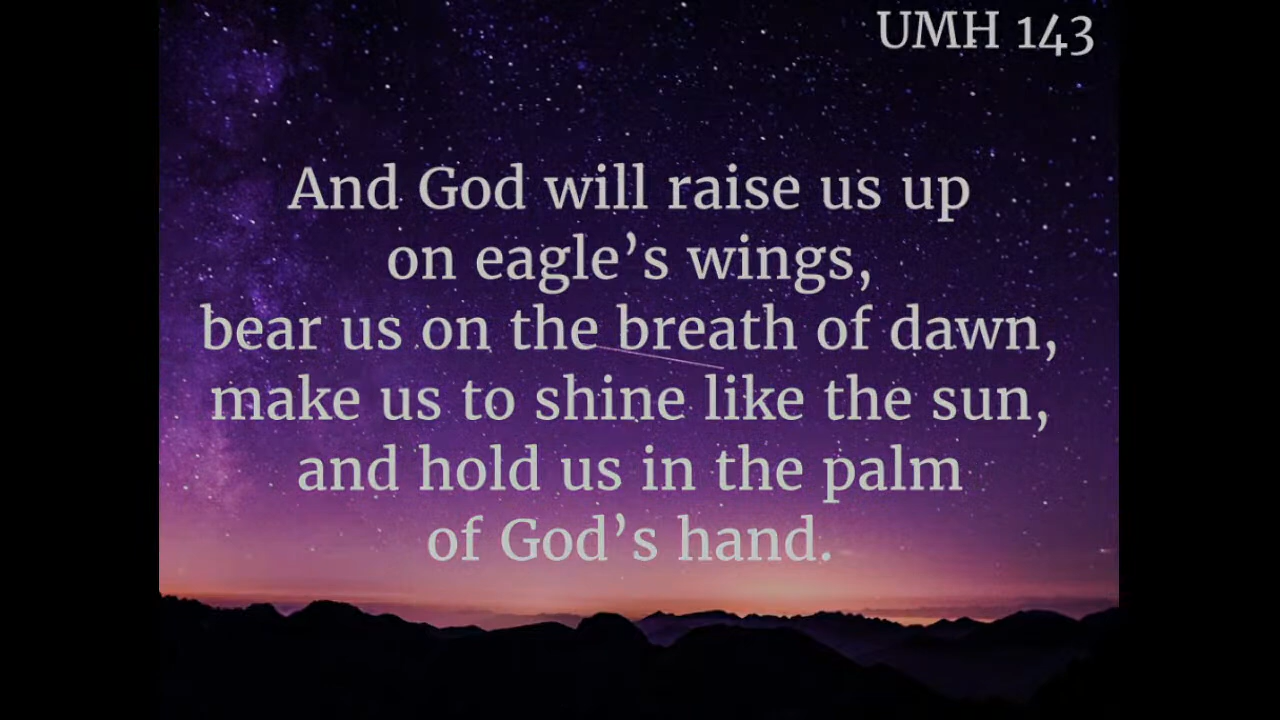 UMH 143
And God will raise us up
on eagle’s wings,
bear us on the breath of dawn,
make us to shine like the sun,
and hold us in the palm
of God’s hand.